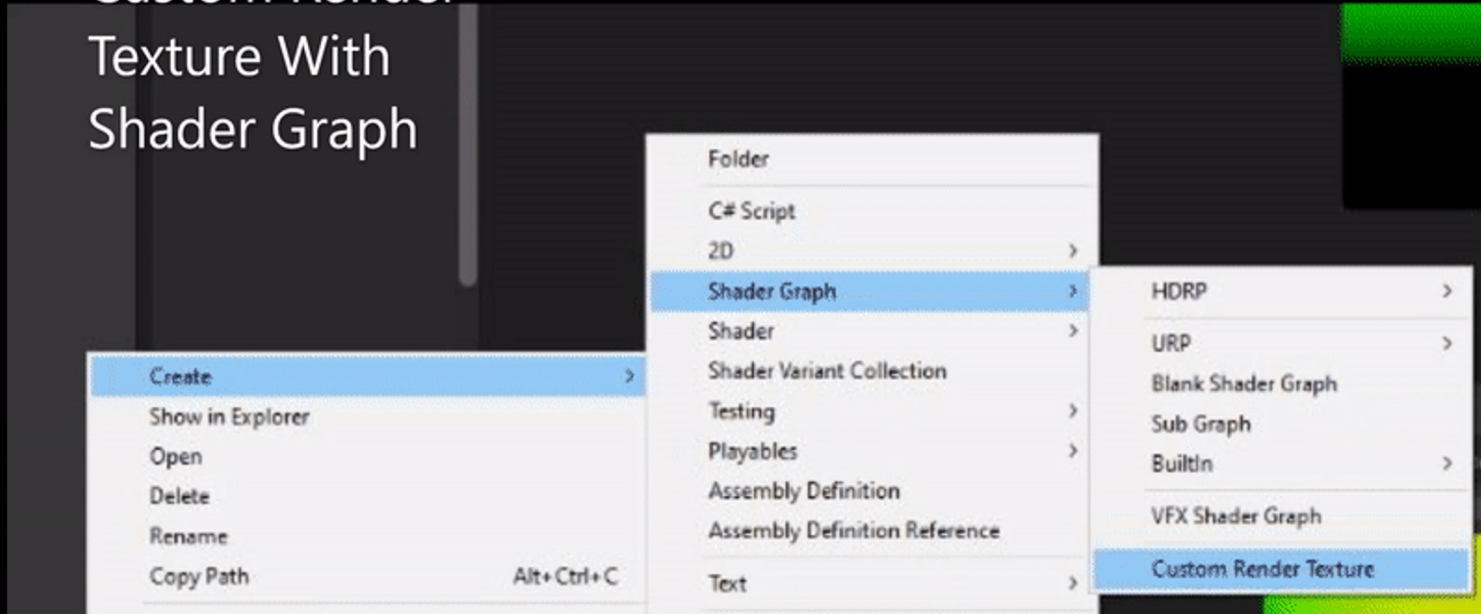 Custom Render
Texture With
Shader Graph
Create
Show in Explorer
Open
Delete
Rename
Copy Path Alt+Ctrl+C
Folder
C# Script
2D
Shader Graph
Shader
Shader Variant Collection
Testing
Playables
Assembly Definition
Assembly Definition Reference
Text
HDRP
URP
Blank Shader Graph
Sub Graph
BuiltIn
VFX Shader Graph
Custom Render Texture